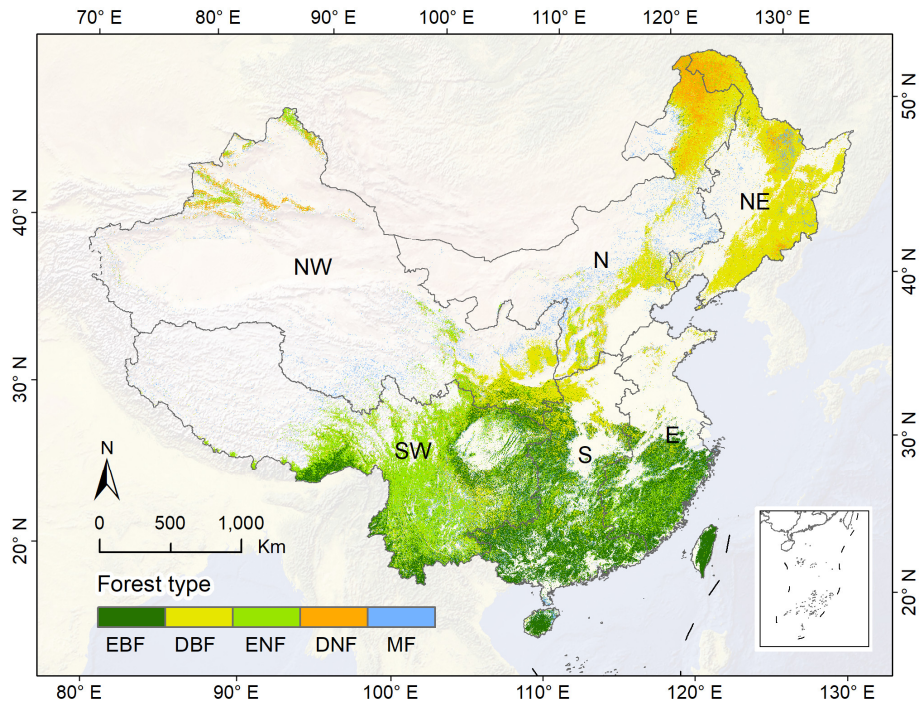 70° E 80° E 90° E 100° E 110° E 120° E 130° E
50° N
40° N
NE
N
NW
40° N
30° N
30° N
SW
E
S
N
0 500 1,000
Km
20° N
20° N
Forest type
EBF DBF ENF DNF MF
80° E 90° E 100° E 110° E 120° E 130° E